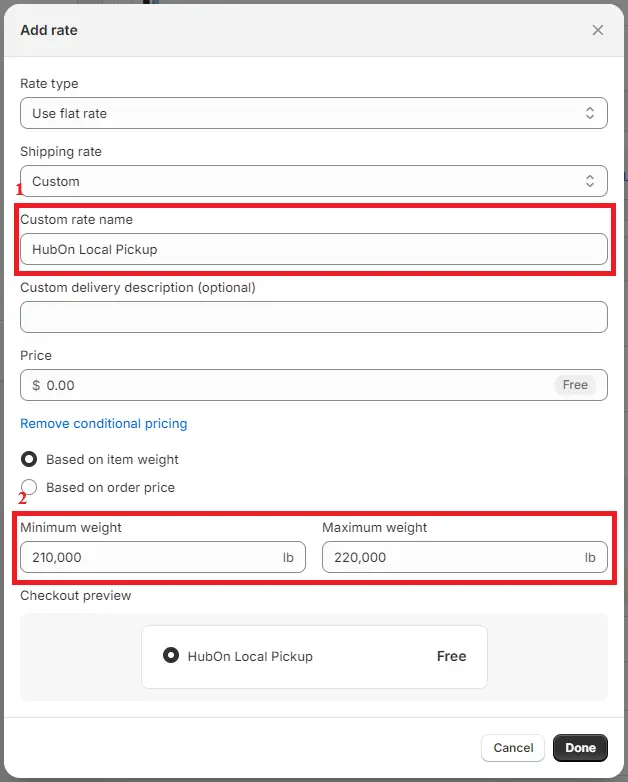 Add rate
Rate type
Use flat rate
Shipping rate
Custom
1
Custom rate name
HubOn Local Pickup
Custom delivery description (optional)
Price
$ 0.00 Free
Remove conditional pricing
Based on item weight
Based on order price
2
Minimum weight Maximum weight
210,000 lb 220,000 lb
Checkout preview
HubOn Local Pickup Free
Cancel Done